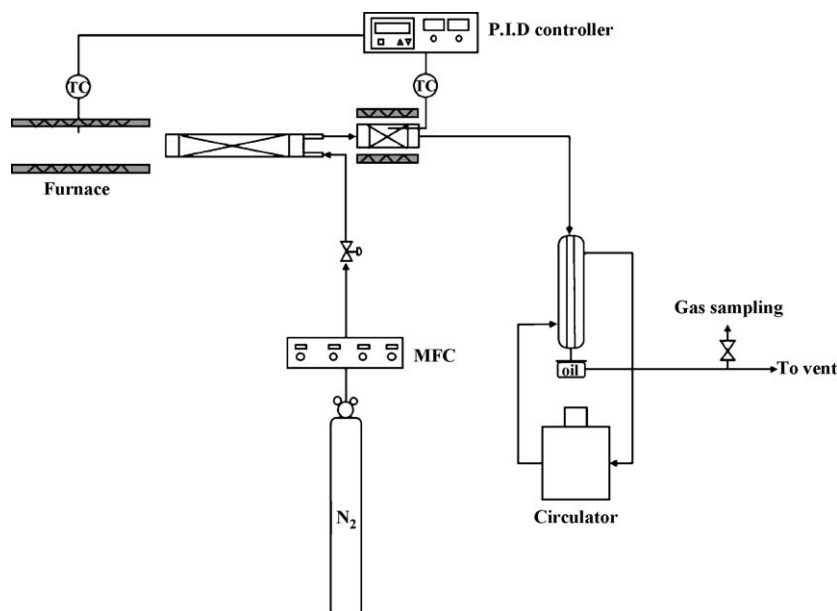 P.I.D controller
TC
TC
Furnace
Gas sampling
MFC
oil
To vent
N₂
Circulator